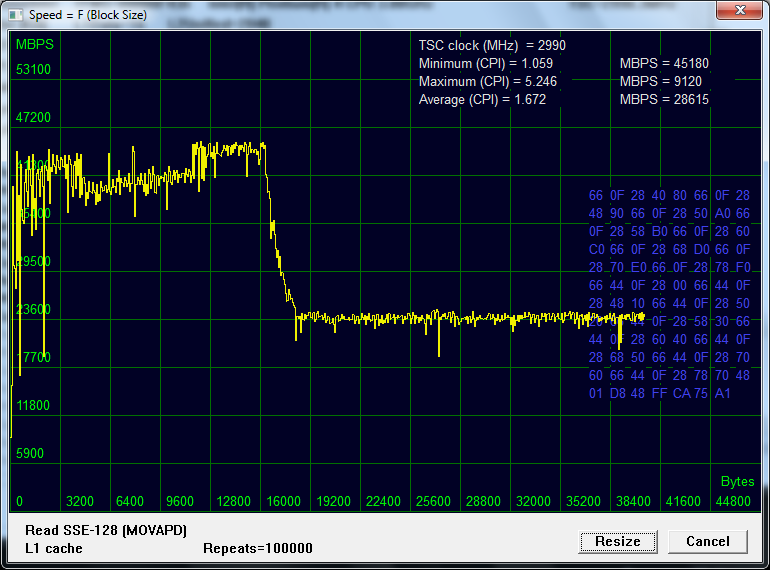 Speed = F (Block Size)
MBPS
TSC clock (MHz) = 2990
Minimum (CPI) = 1.059 MBPS = 45180
Maximum (CPI) = 5.246 MBPS = 9120
Average (CPI) = 1.672 MBPS = 28615
53100
47200
29500
23600
17700
11800
5900
66 0F 28 40 80 66 0F 28
48 90 66 0F 28 50 A0 66
0F 28 58 B0 66 0F 28 60
C0 66 0F 28 68 D0 66 0F
28 70 E0 66 0F 28 78 F0
66 44 0F 28 00 66 44 0F
28 48 10 66 44 0F 28 50
44 0F 28 58 30 66
44 0F 28 60 40 66 44 0F
28 68 50 66 44 0F 28 70
60 66 44 0F 28 78 70 48
01 D8 48 FF CA 75 A1
Bytes
0 3200 6400 9600 12800 16000 19200 22400 25600 28800 32000 35200 38400 41600 44800
Read SSE-128 (MOVAPD)
L1 cache Repeats=100000
Resize Cancel